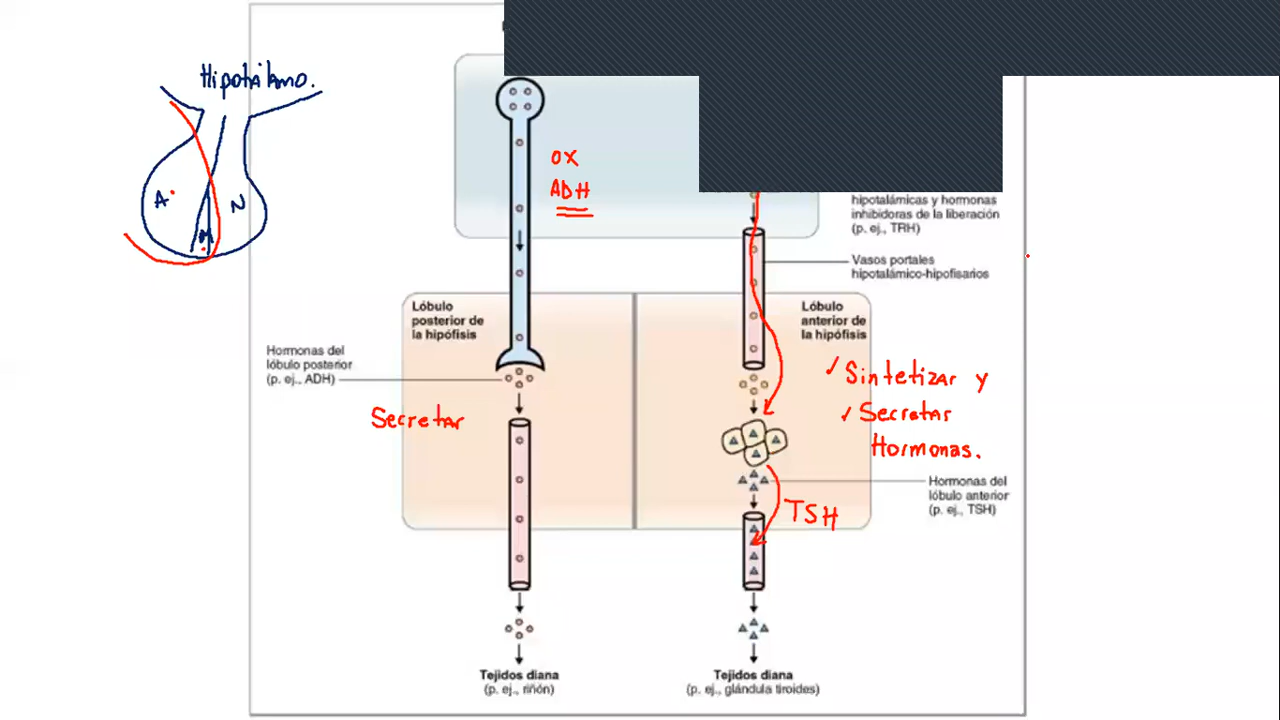 Hipotálamo.
A
N
M
OX
ADH
hipotalámicas y hormonas
inhibidoras de la liberación
(p. ej., TRH)
Vasos portales
hipotalámico-hipofisarios
Lóbulo
posterior de
la hipófisis
Lóbulo
anterior de
la hipófisis
Hormonas del
lóbulo posterior
(p. ej., ADH)
Secretar
✓ Sintetizar y
✓ Secretar
Hormonas.
Hormonas del
lóbulo anterior
(p. ej., TSH)
TSH
Tejidos diana
(p. ej., riñón)
Tejidos diana
(p. ej., glándula tiroides)